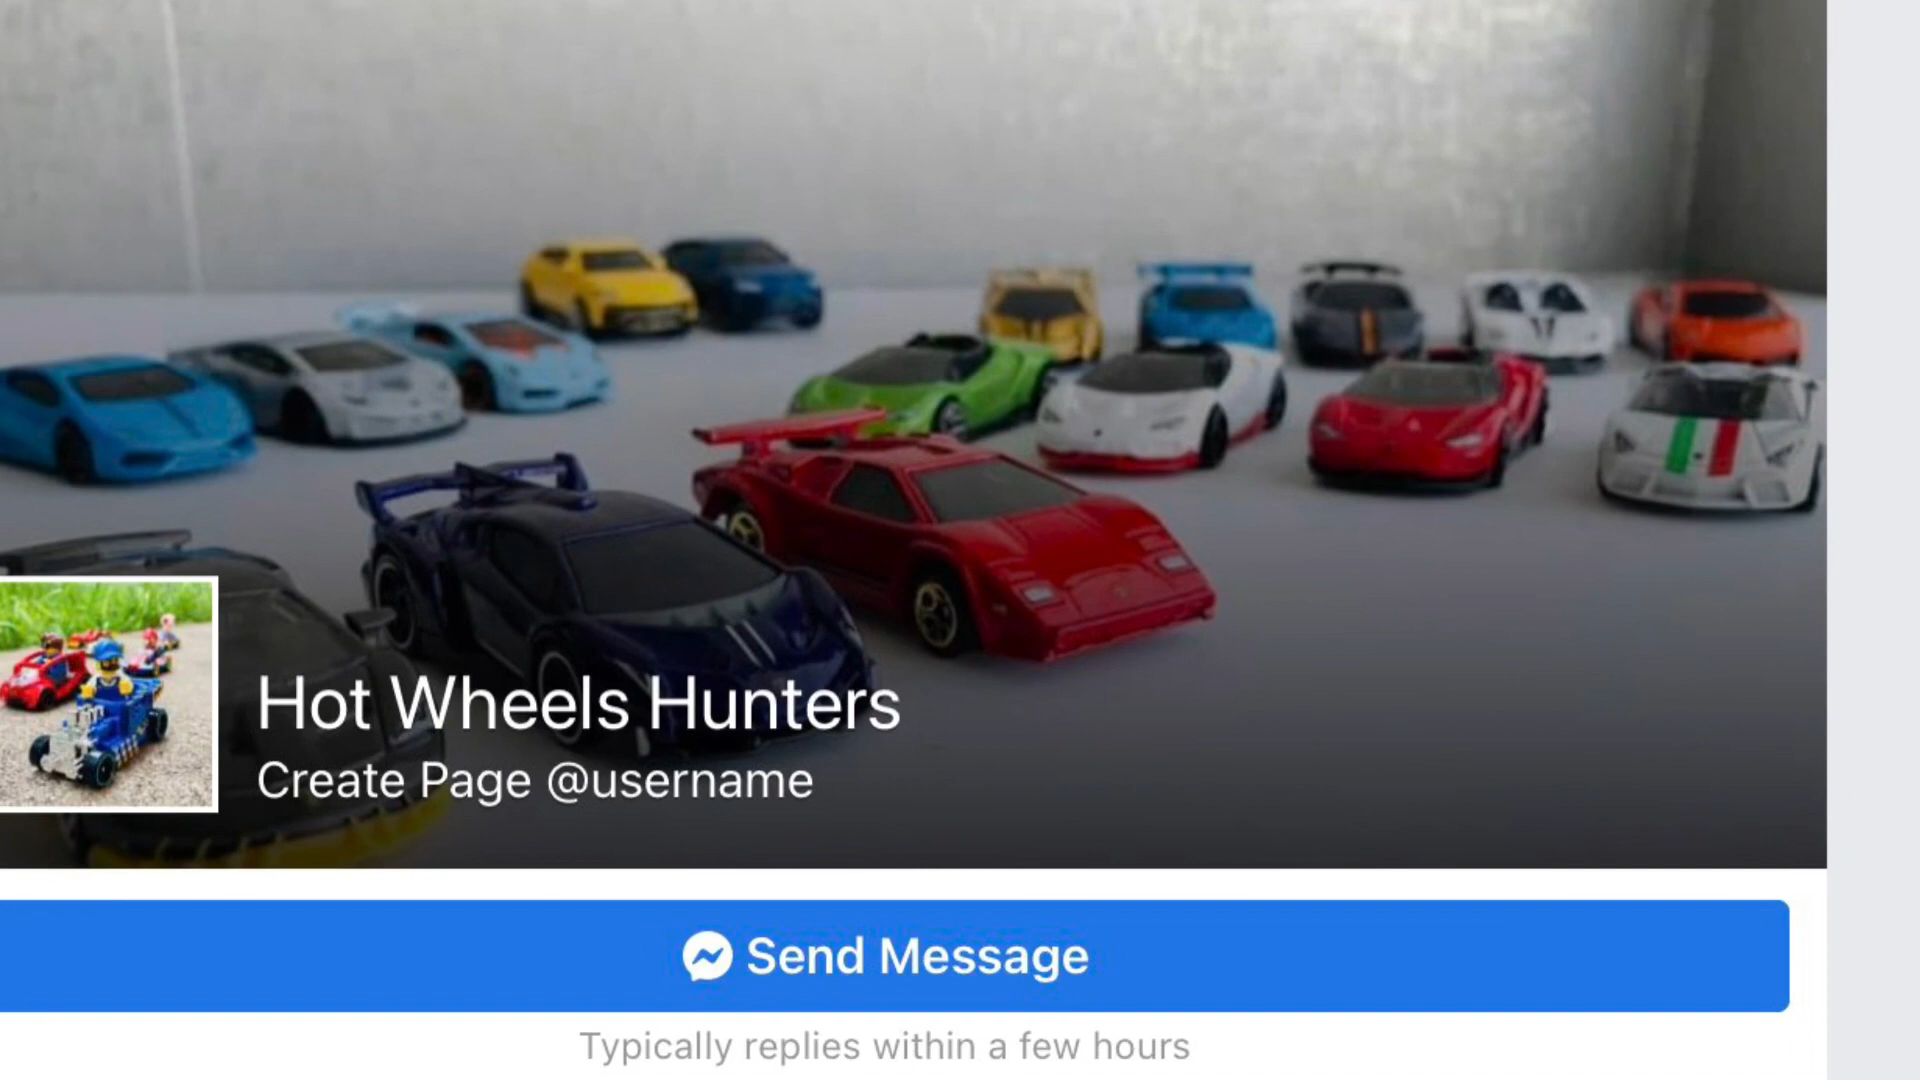 Hot Wheels Hunters
Create Page @username
Send Message
Typically replies within a few hours